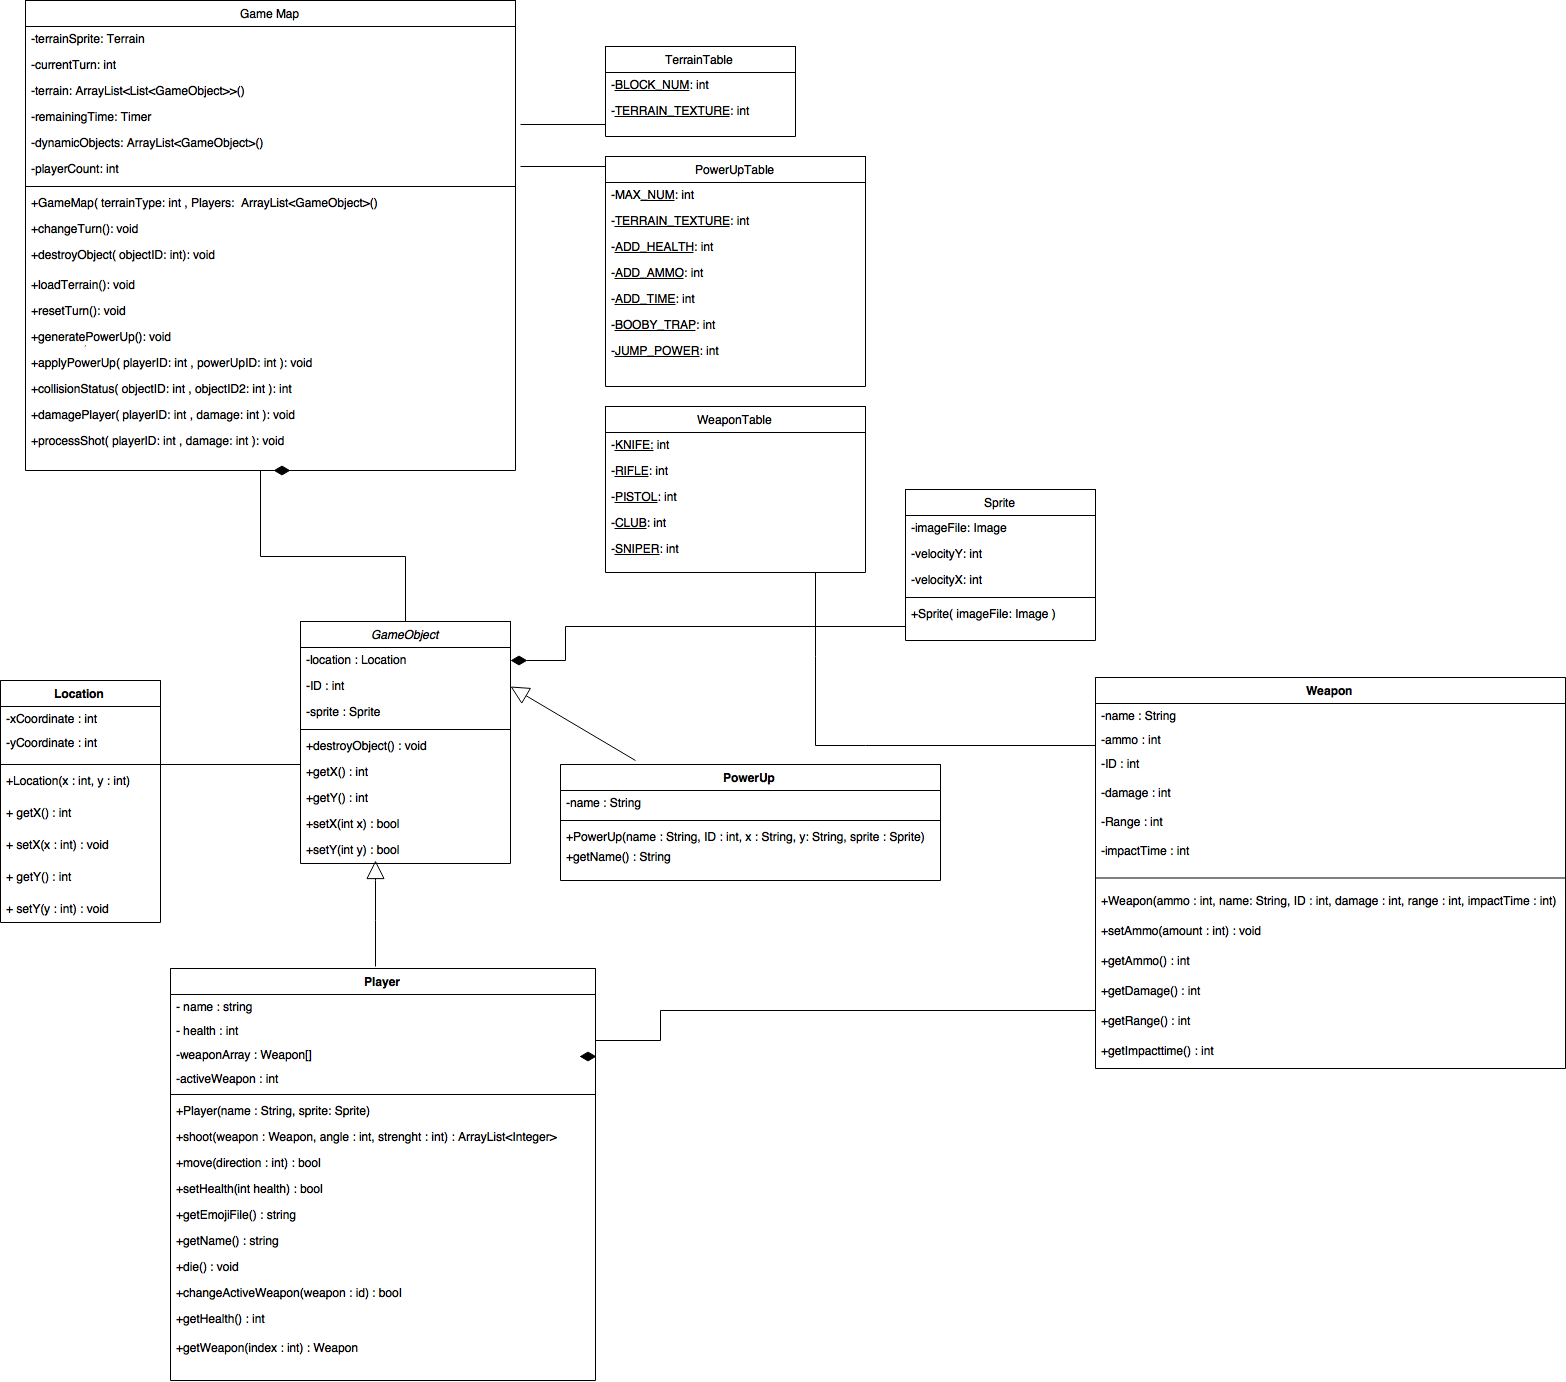 Game Map
-terrainSprite: Terrain
-currentTurn: int
-terrain: ArrayList<List<GameObject>>()
-remainingTime: Timer
-dynamicObjects: ArrayList<GameObject>()
-playerCount: int
+GameMap( terrainType: int , Players:  ArrayList<GameObject>()
+changeTurn(): void
+destroyObject( objectID: int): void
+loadTerrain(): void
+resetTurn(): void
+generatePowerUp(): void
+applyPowerUp( playerID: int , powerUpID: int ): void
+collisionStatus( objectID: int , objectID2: int ): int
+damagePlayer( playerID: int , damage: int ): void
+processShot( playerID: int , damage: int ): void
TerrainTable
-BLOCK_NUM: int
-TERRAIN_TEXTURE: int
PowerUpTable
-MAX_NUM: int
-TERRAIN_TEXTURE: int
-ADD_HEALTH: int
-ADD_AMMO: int
-ADD_TIME: int
-BOOBY_TRAP: int
-JUMP_POWER: int
WeaponTable
-KNIFE: int
-RIFLE: int
-PISTOL: int
-CLUB: int
-SNIPER: int
Sprite
-imageFile: Image
-velocityY: int
-velocityX: int
+Sprite( imageFile: Image )
GameObject
-location : Location
-ID : int
-sprite : Sprite
+destroyObject() : void
+getX() : int
+getY() : int
+setX(int x) : bool
+setY(int y) : bool
Location
-xCoordinate : int
-yCoordinate : int
+Location(x : int, y : int)
+ getX() : int
+ setX(x : int) : void
+ getY() : int
+ setY(y : int) : void
PowerUp
-name : String
+PowerUp(name : String, ID : int, x : String, y: String, sprite : Sprite)
+getName() : String
Weapon
-name : String
-ammo : int
-ID : int
-damage : int
-Range : int
-impactTime : int
+Weapon(ammo : int, name: String, ID : int, damage : int, range : int, impactTime : int)
+setAmmo(amount : int) : void
+getAmmo() : int
+getDamage() : int
+getRange() : int
+getImpacttime() : int
Player
- name : string
- health : int
-weaponArray : Weapon[]
-activeWeapon : int
+Player(name : String, sprite: Sprite)
+shoot(weapon : Weapon, angle : int, strenght : int) : ArrayList<Integer>
+move(direction : int) : bool
+setHealth(int health) : bool
+getEmojiFile() : string
+getName() : string
+die() : void
+changeActiveWeapon(weapon : id) : bool
+getHealth() : int
+getWeapon(index : int) : Weapon